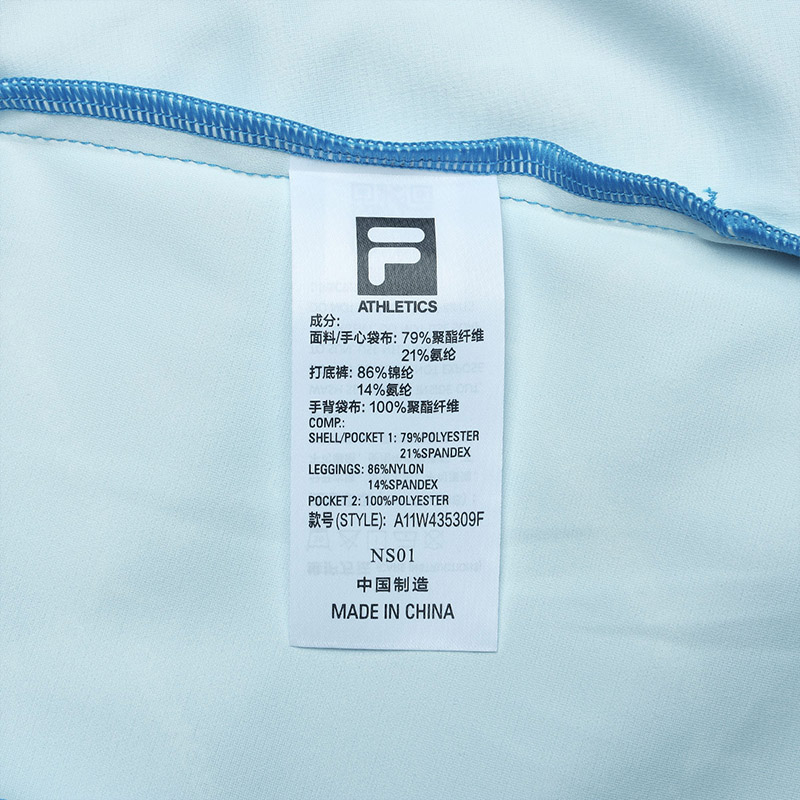 F
ATHLETICS
成分:
面料/手心袋布: 79%聚酯纤维
21%氨纶
打底裤: 86%锦纶
14%氨纶
手背袋布: 100%聚酯纤维
COMP.:
SHELL/POCKET 1: 79%POLYESTER
21%SPANDEX
LEGGINGS: 86%NYLON
14%SPANDEX
POCKET 2: 100%POLYESTER
款号(STYLE): A11W435309F
NS01
中国制造
MADE IN CHINA